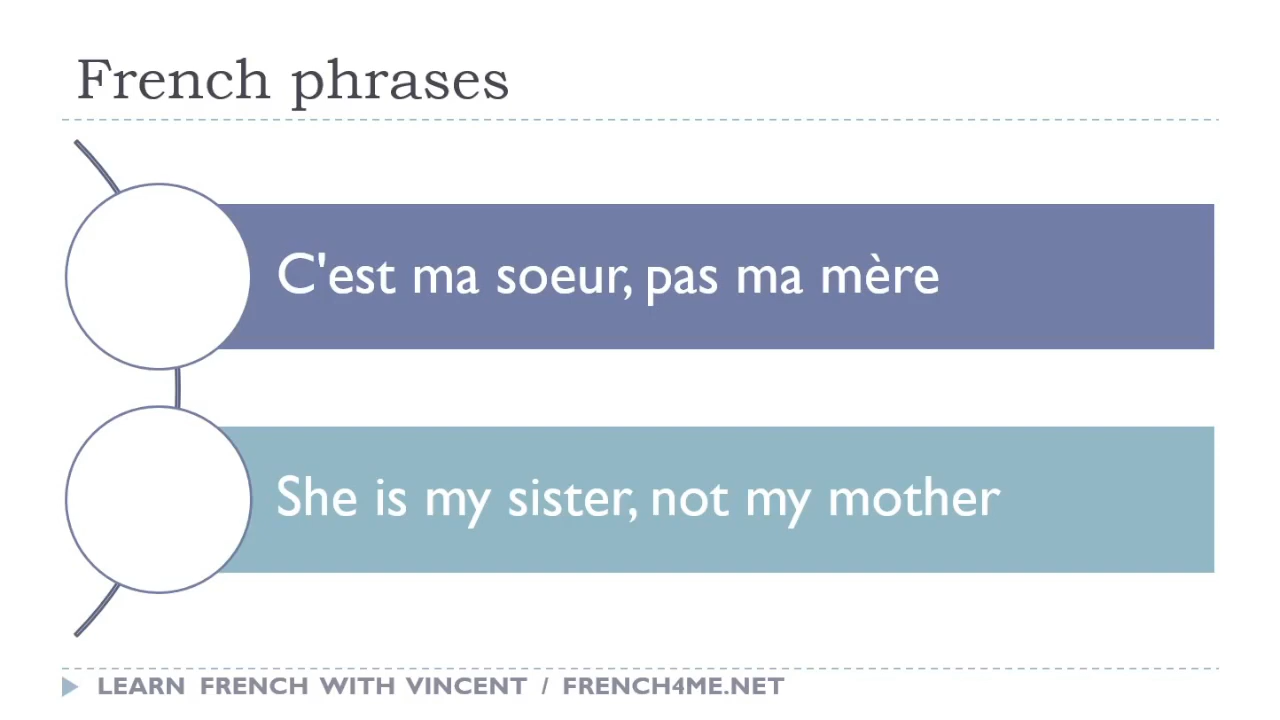 French phrases
C'est ma soeur, pas ma mère
She is my sister, not my mother
LEARN FRENCH WITH VINCENT / FRENCH4ME.NET